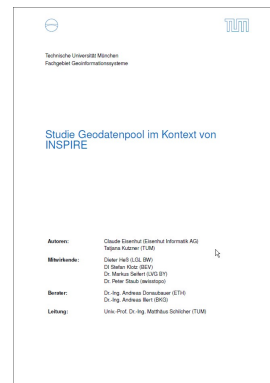 TUM
Technische Universität München
Fachgebiet Geoinformationssysteme
Studie Geodatenpool im Kontext von
INSPIRE
Autoren: Claude Eisenhut (Eisenhut Informatik AG)
Tatjana Kutzner (TUM)
Mitwirkende: Dieter Heß (LGL BW)
DI Stefan Klotz (BEV)
Dr. Markus Seifert (LVG BY)
Dr. Peter Staub (swisstopo)
Berater: Dr.-Ing. Andreas Donaubauer (ETH)
Dr.-Ing. Andreas Illert (BKG)
Leitung: Univ.-Prof. Dr.-Ing. Matthäus Schilcher (TUM)